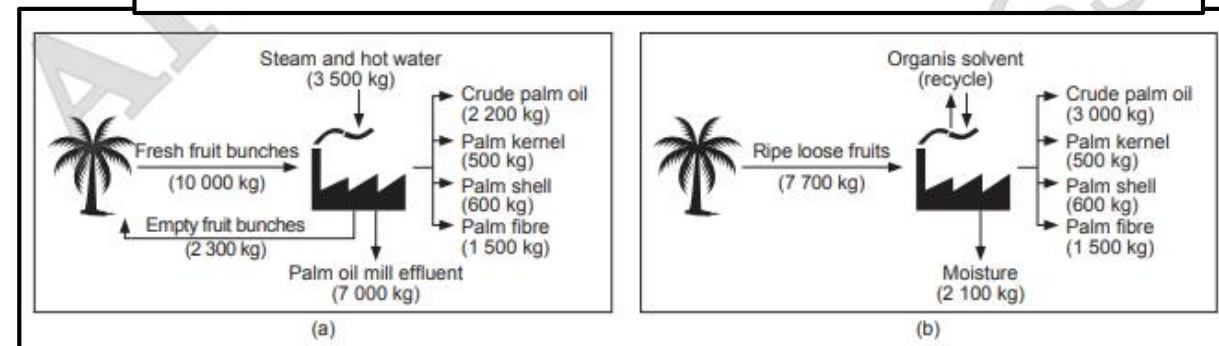 Steam and hot water
(3 500 kg)
Fresh fruit bunches
(10 000 kg)
Empty fruit bunches
(2 300 kg)
Crude palm oil
(2 200 kg)
Palm kernel
(500 kg)
Palm shell
(600 kg)
Palm fibre
(1 500 kg)
Palm oil mill effluent
(7 000 kg)
(a)
Organis solvent
(recycle)
Ripe loose fruits
(7 700 kg)
Crude palm oil
(3 000 kg)
Palm kernel
(500 kg)
Palm shell
(600 kg)
Palm fibre
(1 500 kg)
Moisture
(2 100 kg)
(b)